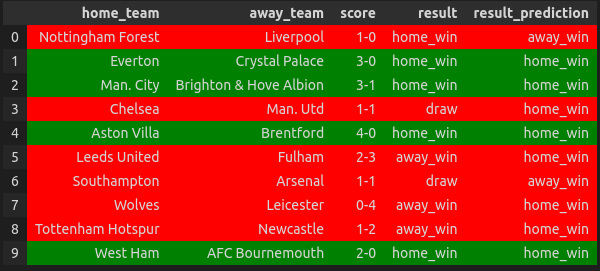 home_team away_team score result result_prediction
0 Nottingham Forest Liverpool 1-0 home_win away_win
1 Everton Crystal Palace 3-0 home_win home_win
2 Man. City Brighton & Hove Albion 3-1 home_win home_win
3 Chelsea Man. Utd 1-1 draw home_win
4 Aston Villa Brentford 4-0 home_win home_win
5 Leeds United Fulham 2-3 away_win home_win
6 Southampton Arsenal 1-1 draw away_win
7 Wolves Leicester 0-4 away_win home_win
8 Tottenham Hotspur Newcastle 1-2 away_win home_win
9 West Ham AFC Bournemouth 2-0 home_win home_win